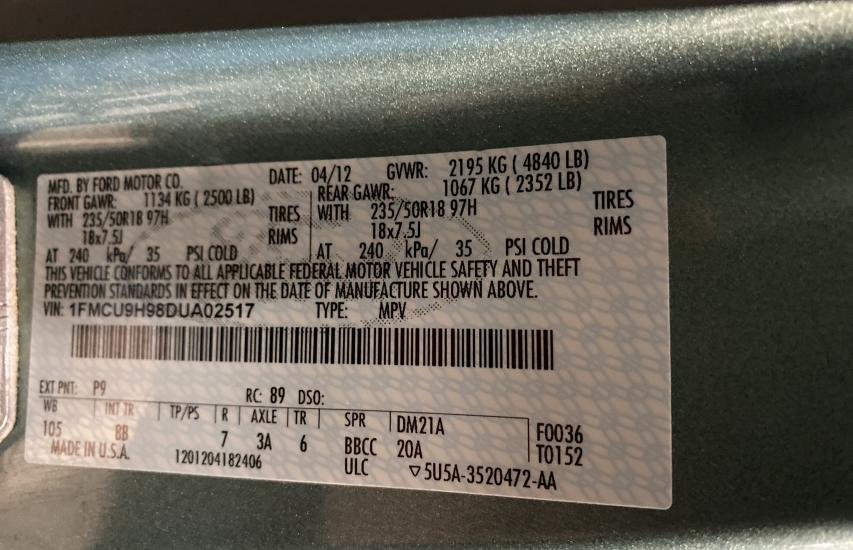 MFD. BY FORD MOTOR CO. DATE: 04/12 GVWR: 2195 KG ( 4840 LB)
FRONT GAWR: 1134 KG ( 2500 LB) REAR GAWR: 1067 KG ( 2352 LB)
WITH 235/50R18 97H TIRES WITH 235/50R18 97H TIRES
18x7.5J RIMS 18x7.5J RIMS
AT 240 kPa/ 35 PSI COLD AT 240 kPa/ 35 PSI COLD
THIS VEHICLE CONFORMS TO ALL APPLICABLE FEDERAL MOTOR VEHICLE SAFETY AND THEFT
PREVENTION STANDARDS IN EFFECT ON THE DATE OF MANUFACTURE SHOWN ABOVE.
VIN: 1FMCU9H98DUA02517 TYPE: MPV
EXT PNT: P9 RC: 89 DSO:
WB INT TR TP/PS R AXLE TR SPR DM21A F0036
105 8B 7 3A 6 BBCC 20A T0152
MADE IN U.S.A. 1201204182406 ULC ▽5U5A-3520472-AA